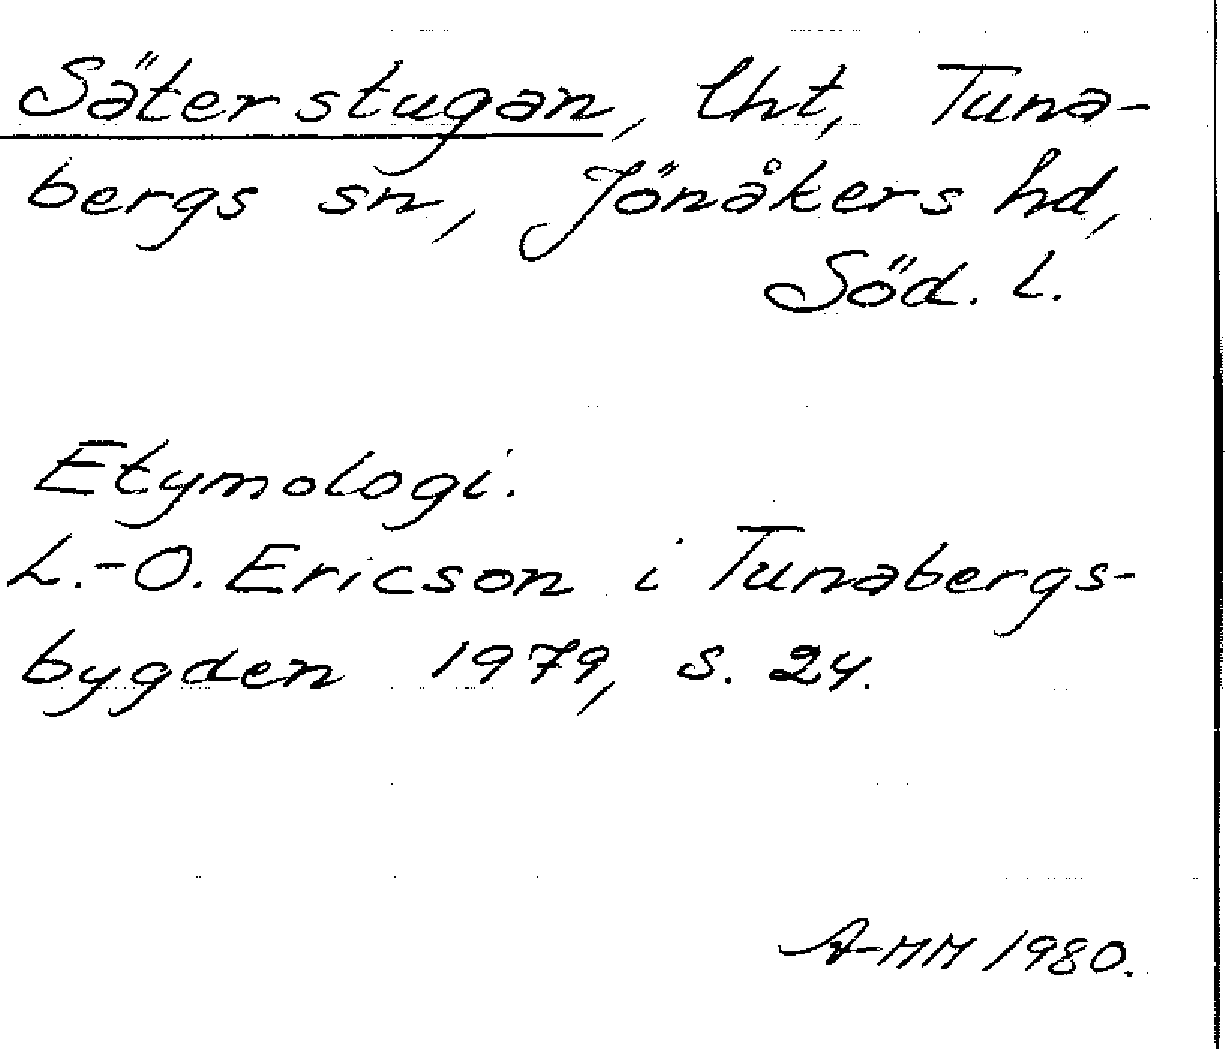 Säterstugan, lht, Tuna-
bergs sn, Jönåkers hd,
Söd. l.
Etymologi.
L.-O. Ericson i Tunabergs-
bygden 1979, s. 24.
A-MM 1980.